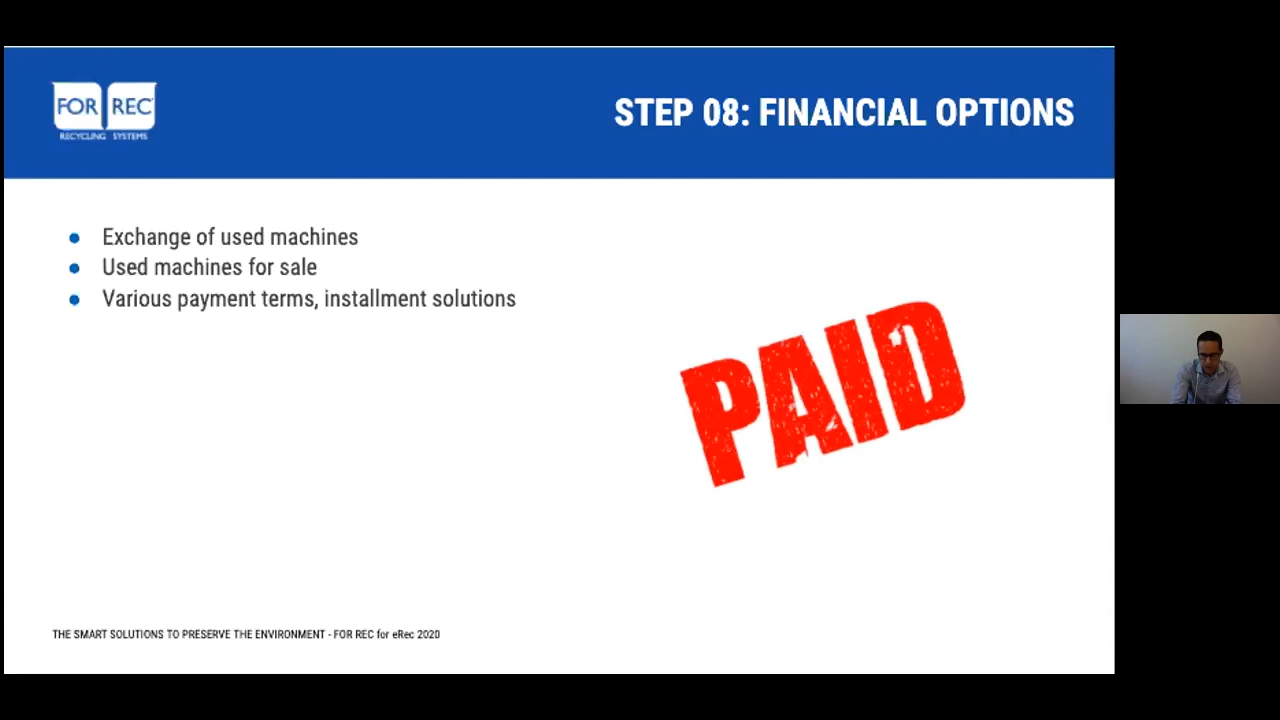 FOR REC
RECYCLING SYSTEMS
STEP 08: FINANCIAL OPTIONS
Exchange of used machines
Used machines for sale
Various payment terms, installment solutions
PAID
THE SMART SOLUTIONS TO PRESERVE THE ENVIRONMENT - FOR REC for eRec 2020